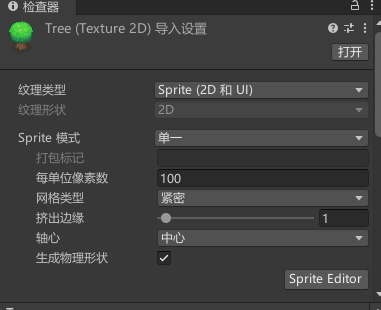 检查器
Tree (Texture 2D) 导入设置
打开
纹理类型 Sprite (2D 和 UI)
纹理形状 2D
Sprite 模式 单一
打包标记
每单位像素数 100
网格类型 紧密
挤出边缘 1
轴心 中心
生成物理形状
Sprite Editor